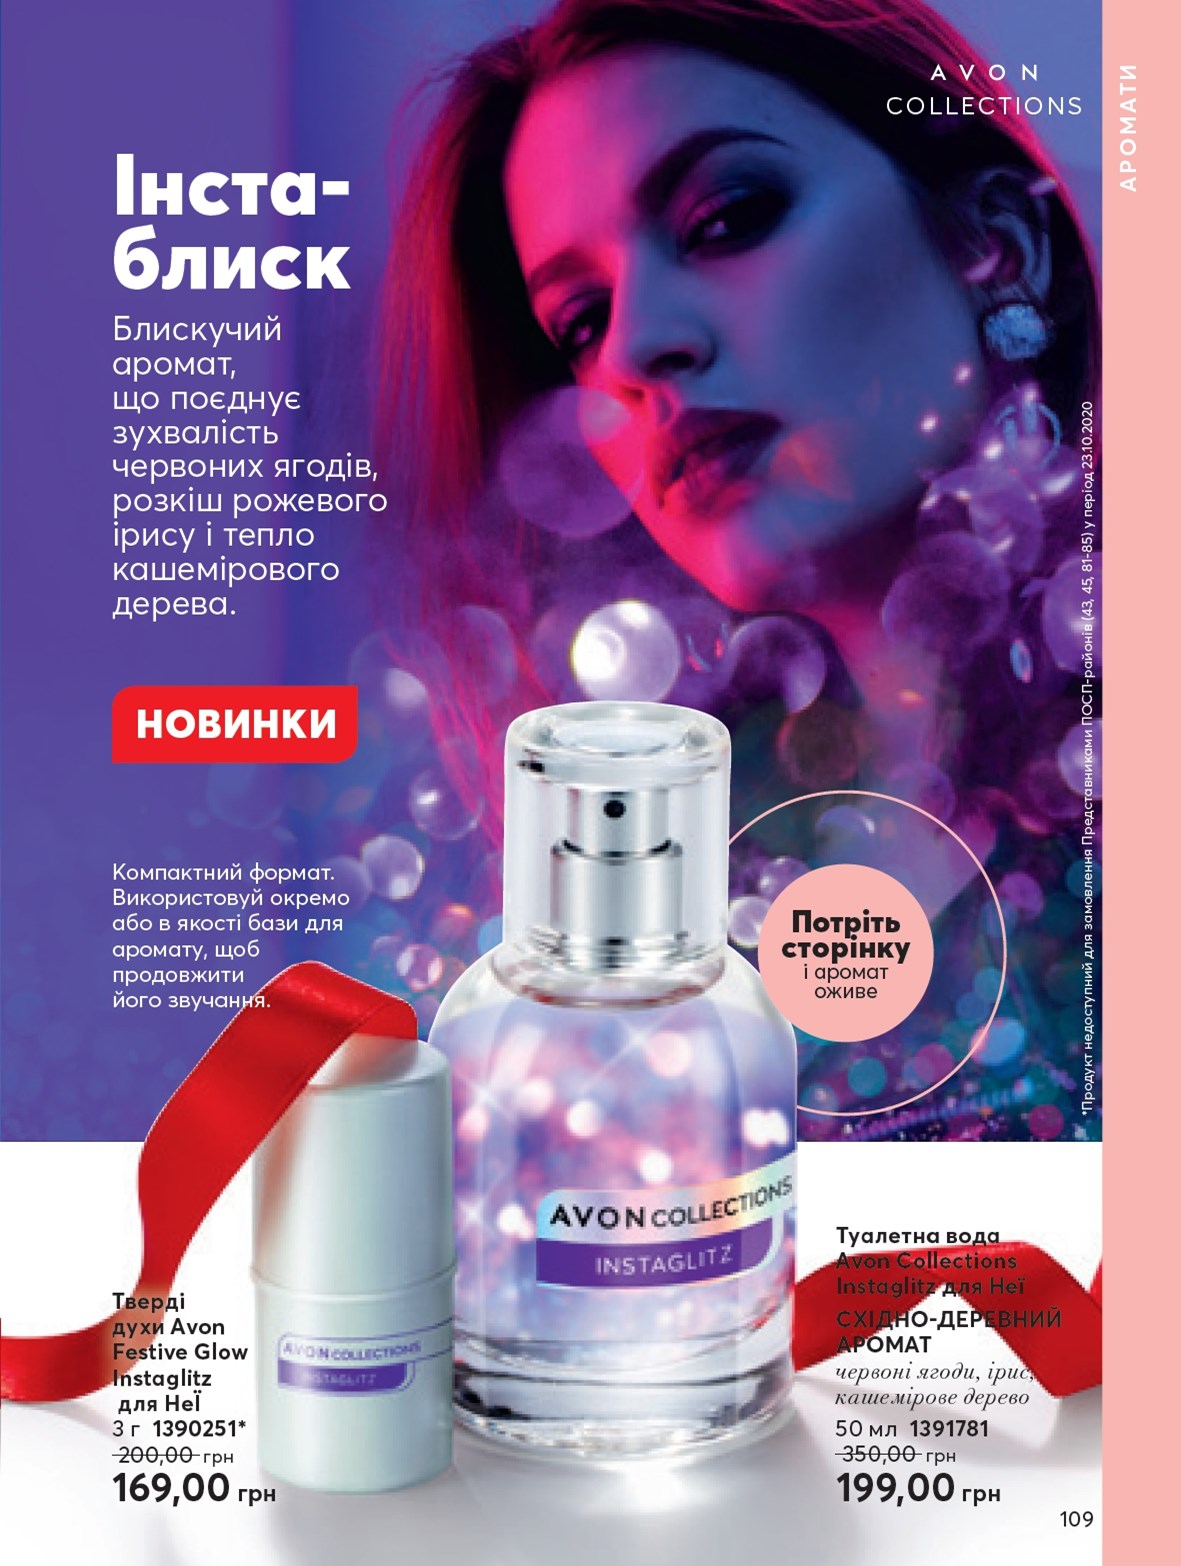 AVON
COLLECTIONS
АРОМАТИ
Інста-
блиск
Блискучий
аромат,
що поєднує
зухвалість
червоних ягодів,
розкіш рожевого
ірису і тепло
кашемірового
дерева.
НОВИНКИ
Компактний формат.
Використовуй окремо
або в якості бази для
аромату, щоб
продовжити
його звучання.
Потріть
сторінку
і аромат
оживе
*Продукт недоступний для замовлення Представниками ПОСП-районів (43, 45, 81-85) у період 23.10.2020
AVON COLLECTIONS
INSTAGLITZ
AVON COLLECTIONS
INSTAGLITZ
Тверді
духи Avon
Festive Glow
Instaglitz
для НеЇ
3 г 1390251*
200,00 грн
169,00 грн
Туалетна вода
Avon Collections
Instaglitz для Неї
СХІДНО-ДЕРЕВНИЙ
АРОМАТ
червоні ягоди, ірис,
кашемірове дерево
50 мл 1391781
350,00 грн
199,00 грн
109